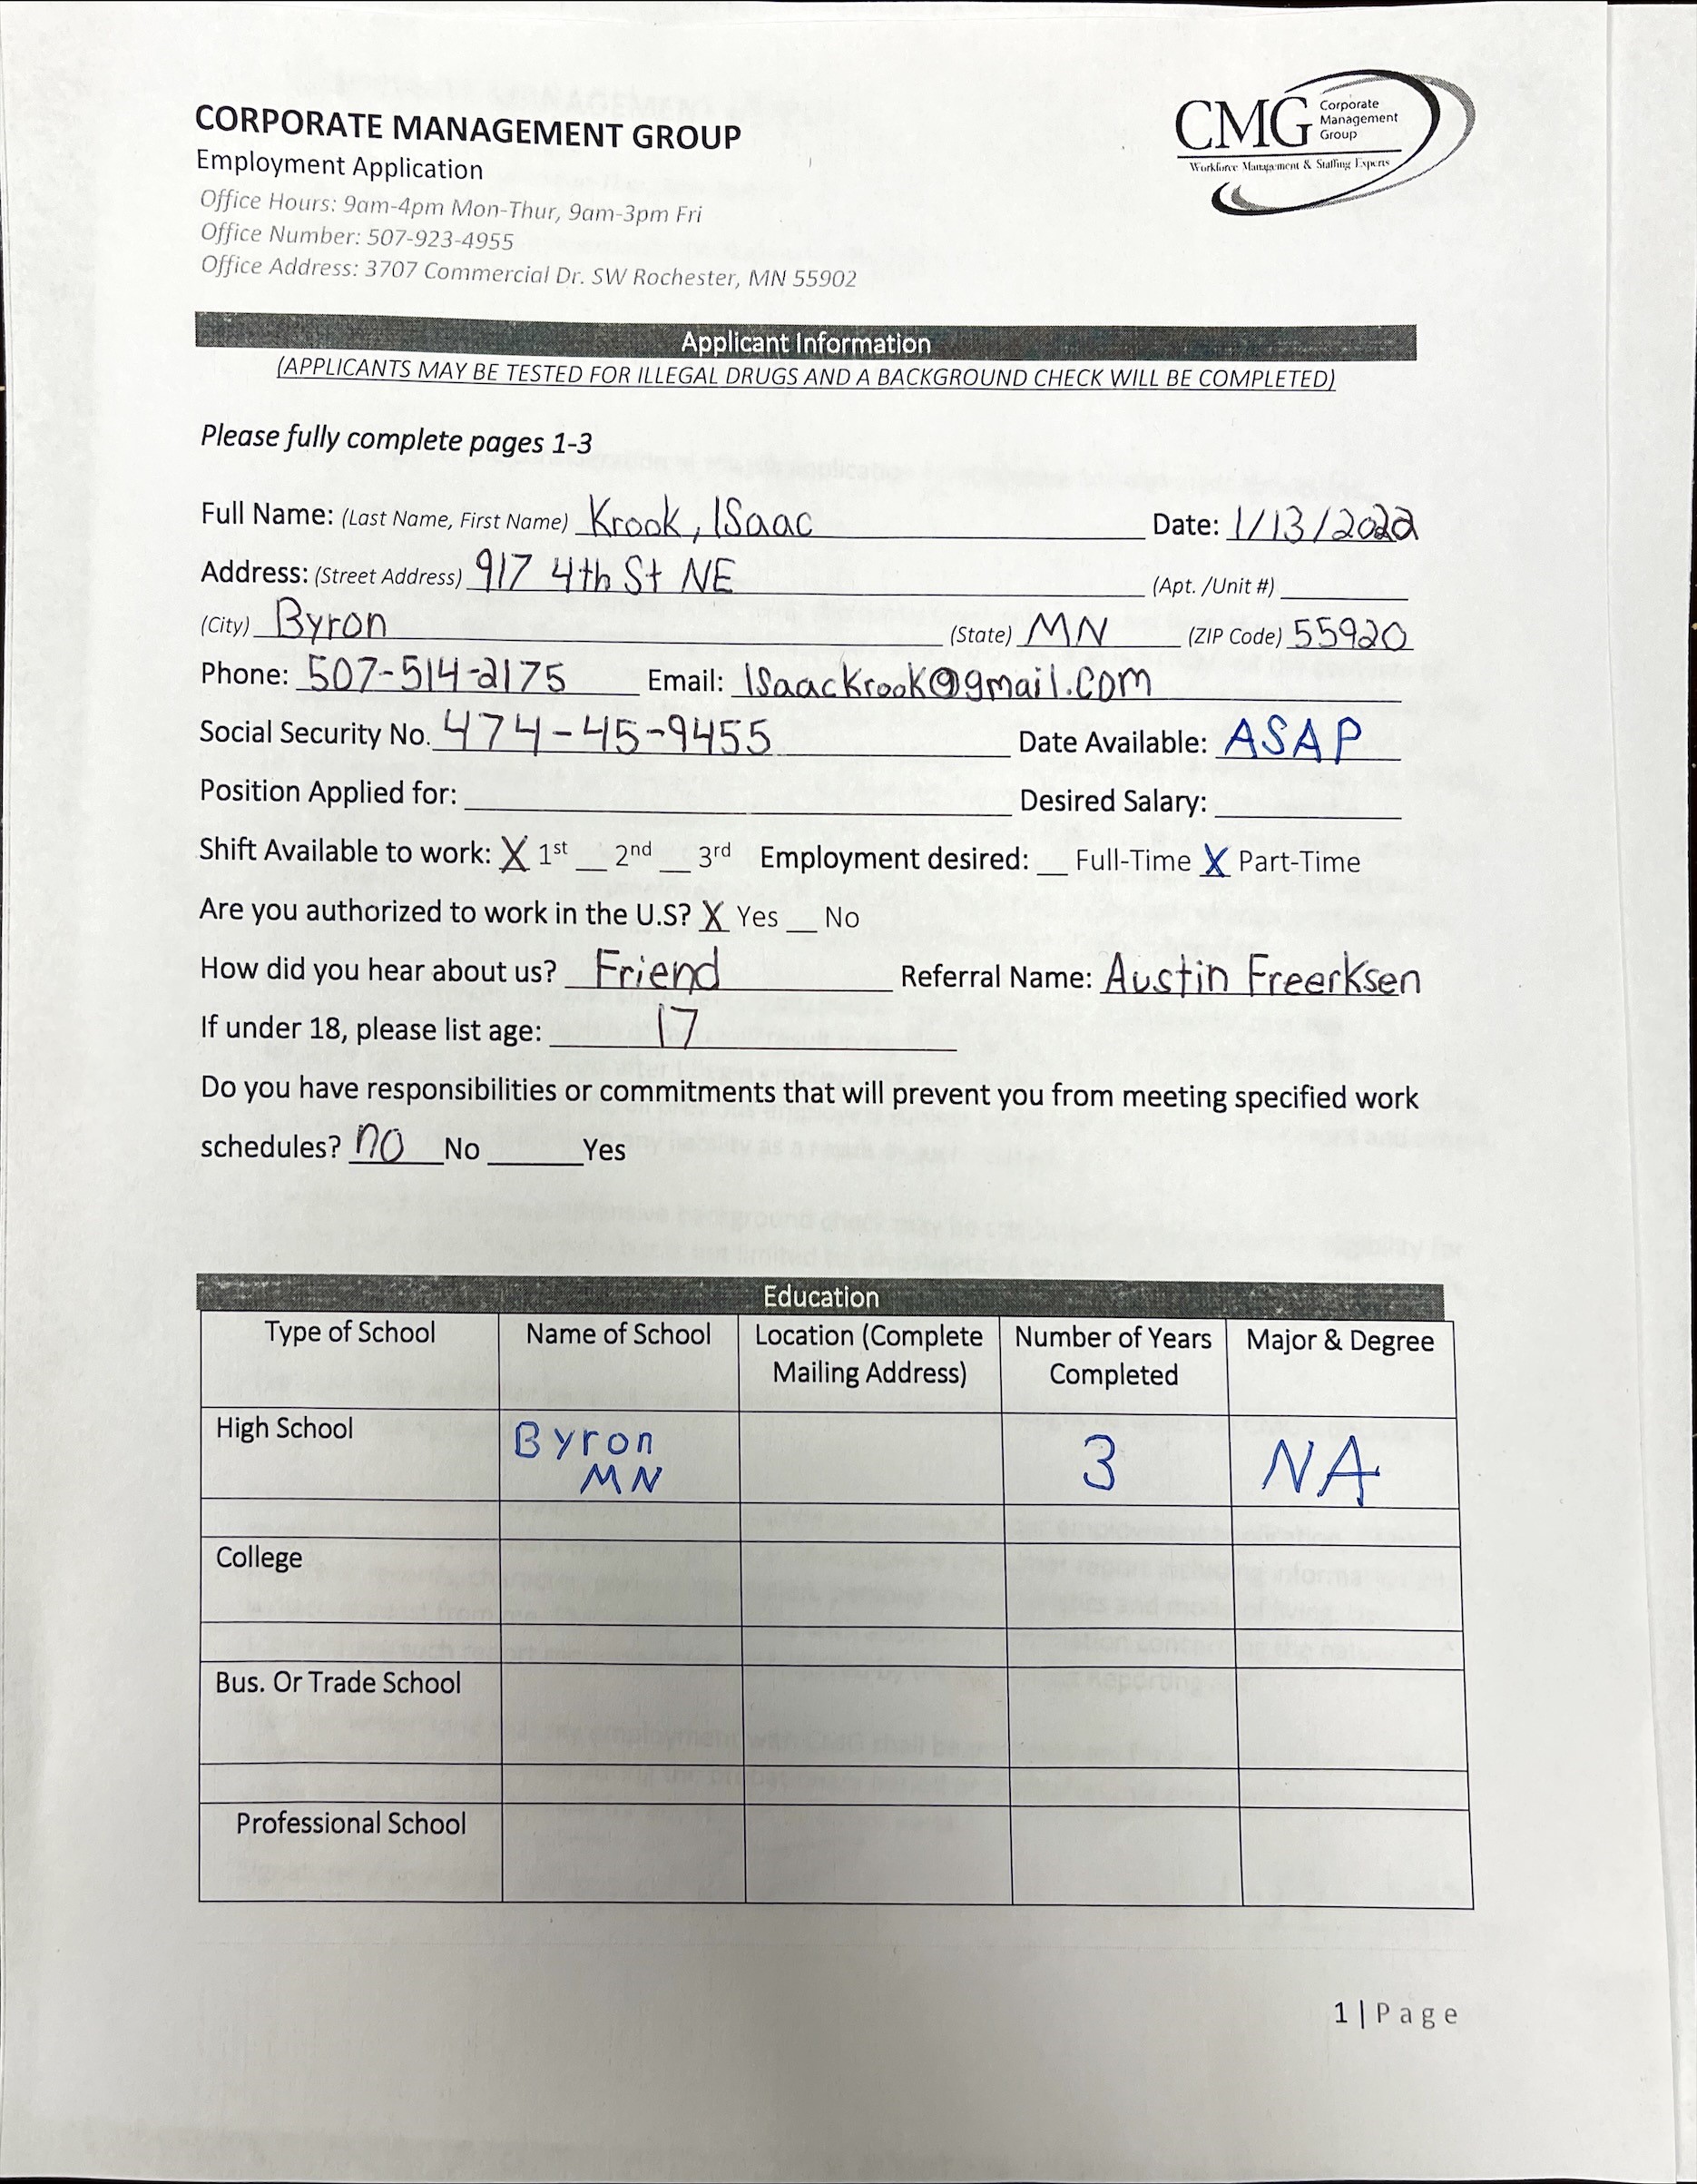 CORPORATE MANAGEMENT GROUP
CMG Corporate Management Group
Workforce Management & Staffing Experts
Employment Application
Office Hours: 9am-4pm Mon-Thur, 9am-3pm Fri
Office Number: 507-923-4955
Office Address: 3707 Commercial Dr. SW Rochester, MN 55902
Applicant Information
(APPLICANTS MAY BE TESTED FOR ILLEGAL DRUGS AND A BACKGROUND CHECK WILL BE COMPLETED)
Please fully complete pages 1-3
Full Name: (Last Name, First Name) Krook, ISaac Date: 1/13/2022
Address: (Street Address) 917 4th St NE (Apt. /Unit #)
(City) Byron (State) MN (ZIP Code) 55920
Phone: 507-514-2175 Email: ISaackrook@gmail.com
Social Security No. 474-45-9455 Date Available: ASAP
Position Applied for: Desired Salary:
Shift Available to work: X 1st __ 2nd __ 3rd Employment desired: __ Full-Time X Part-Time
Are you authorized to work in the U.S? X Yes __ No
How did you hear about us? Friend Referral Name: Austin Freerksen
If under 18, please list age: 17
Do you have responsibilities or commitments that will prevent you from meeting specified work
schedules? no No ______ Yes
Education
Type of School Name of School Location (Complete Mailing Address) Number of Years Completed Major & Degree
High School Byron MN 3 NA
College
Bus. Or Trade School
Professional School
1 | Page